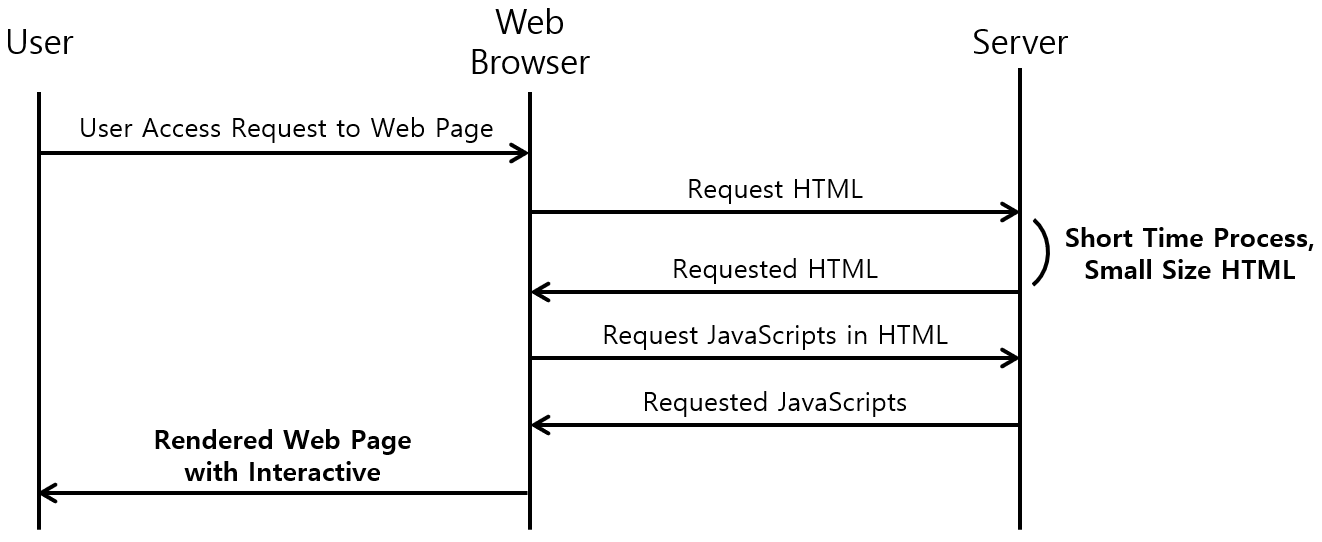 User
Web
Browser
Server
User Access Request to Web Page
Request HTML
Short Time Process,
Small Size HTML
Requested HTML
Request JavaScripts in HTML
Requested JavaScripts
Rendered Web Page
with Interactive